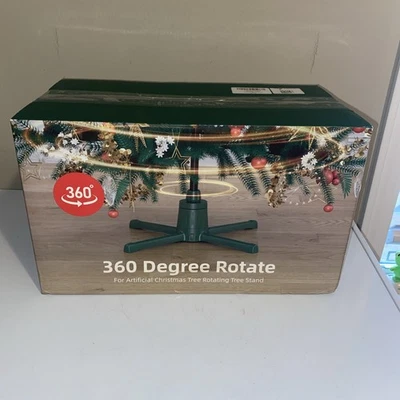 360°
360 Degree Rotate
For Artificial Christmas Tree Rotating Tree Stand